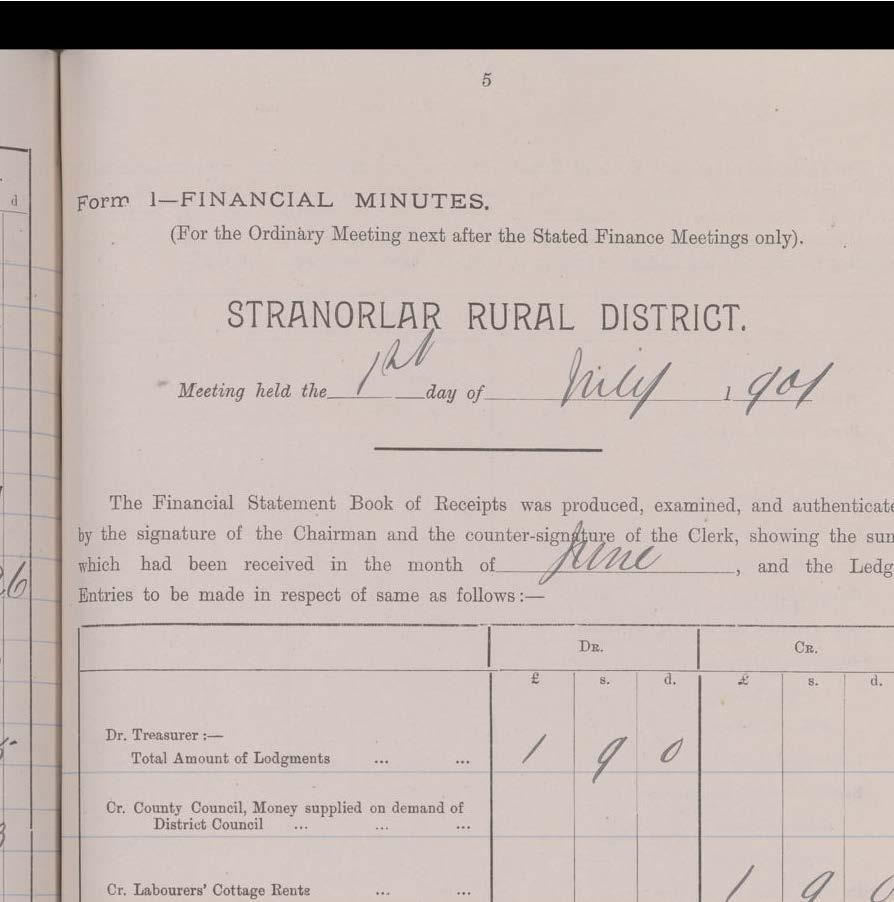 5
d
Form 1—FINANCIAL MINUTES.
(For the Ordinary Meeting next after the Stated Finance Meetings only).
STRANORLAR RURAL DISTRICT.
Meeting held the 1st day of July 1901
The Financial Statement Book of Receipts was produced, examined, and authenticate
by the signature of the Chairman and the counter-signature of the Clerk, showing the sum
which had been received in the month of June, and the Ledg
Entries to be made in respect of same as follows:—
DR. CR.
£ s. d. £ s. d.
Dr. Treasurer :—
Total Amount of Lodgments ... ... 1 9 0
Cr. County Council, Money supplied on demand of
District Council ... ... ...
Cr. Labourers' Cottage Rents ... ... 1 9 0